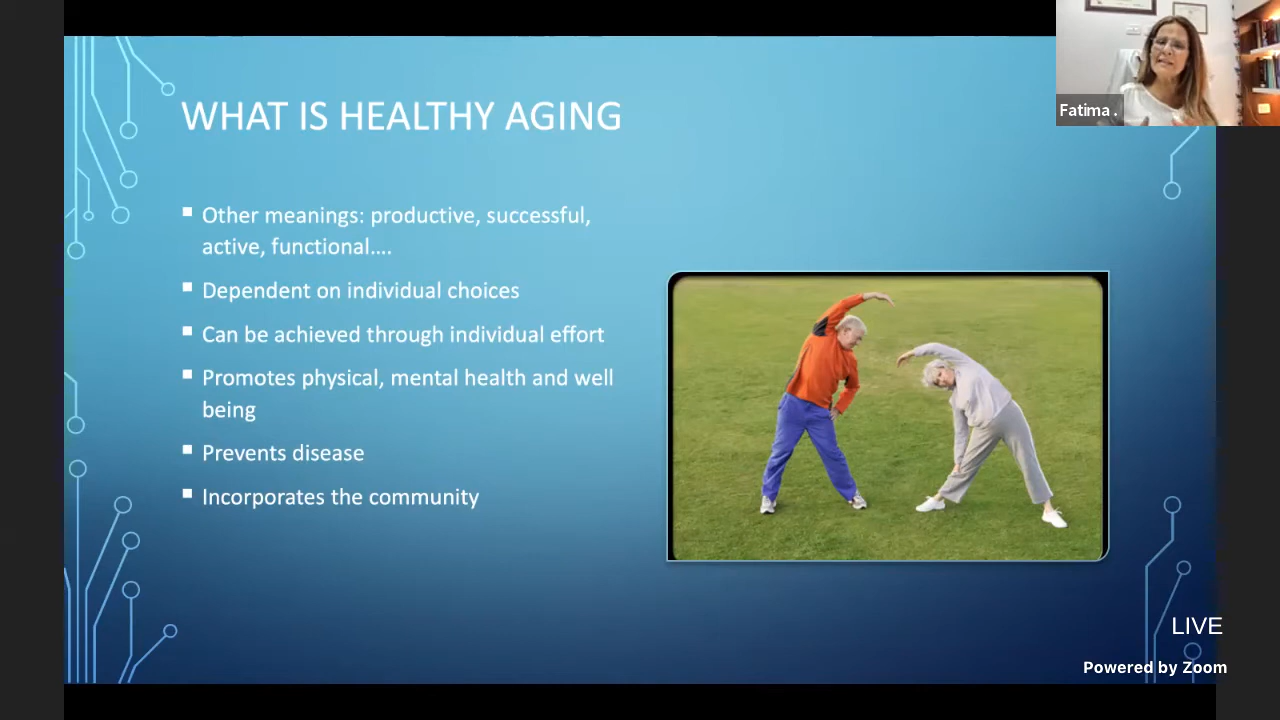 WHAT IS HEALTHY AGING
Fatima .
▪ Other meanings: productive, successful,
active, functional....
▪ Dependent on individual choices
▪ Can be achieved through individual effort
▪ Promotes physical, mental health and well
being
▪ Prevents disease
▪ Incorporates the community
LIVE
Powered by Zoom